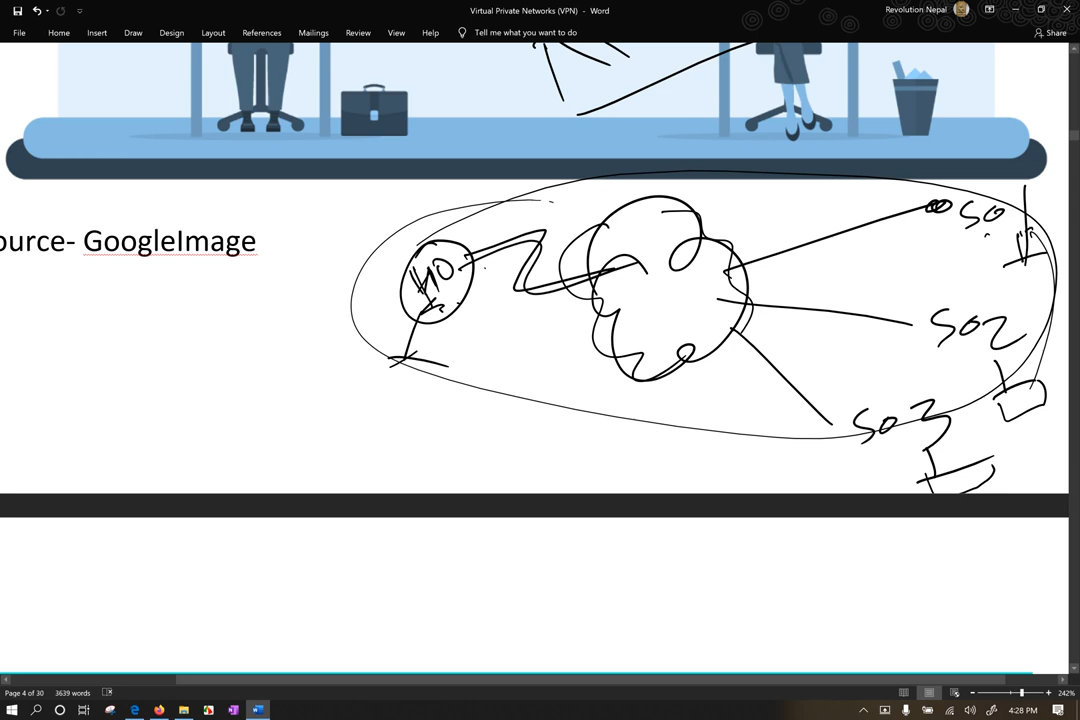 Virtual Private Networks (VPN) - Word
Revolution Nepal
File Home Insert Draw Design Layout References Mailings Review View Help Tell me what you want to do
Share
ource- GoogleImage
HO
SO1
SO2
SO3
Page 4 of 30 3639 words
242%
4:28 PM